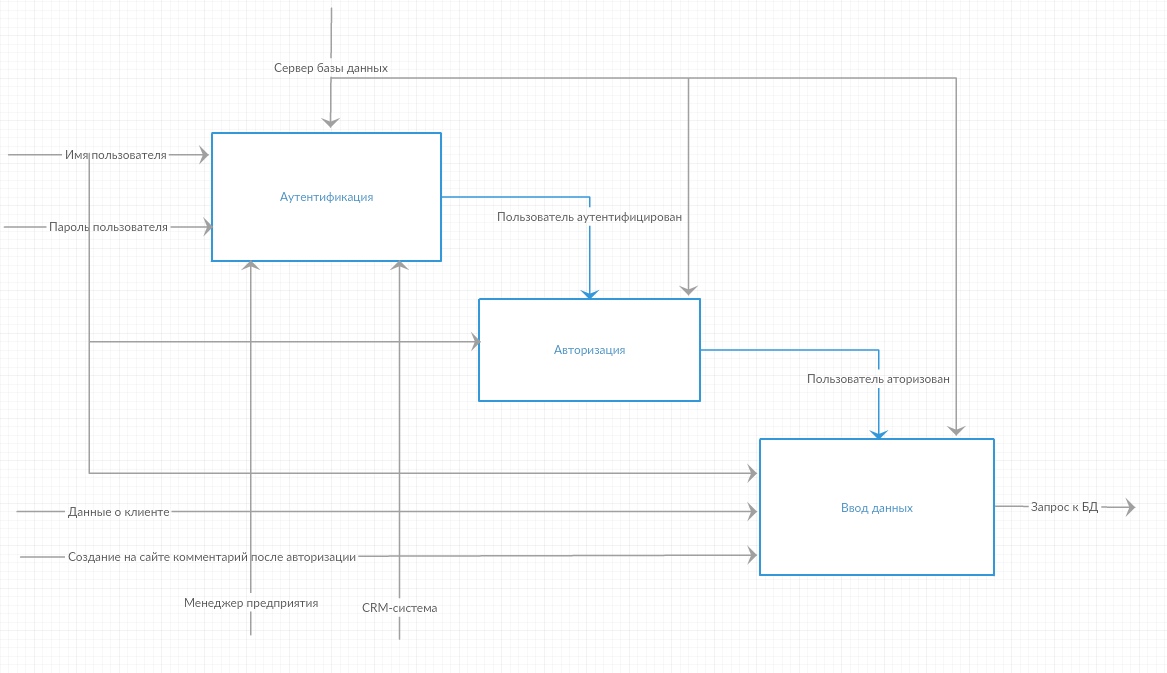 Сервер базы данных
Имя пользователя
Аутентификация
Пользователь аутентифицирован
Пароль пользователя
Авторизация
Пользователь аторизован
Ввод данных
Запрос к БД
Данные о клиенте
Создание на сайте комментарий после авторизации
Менеджер предприятия
CRM-система